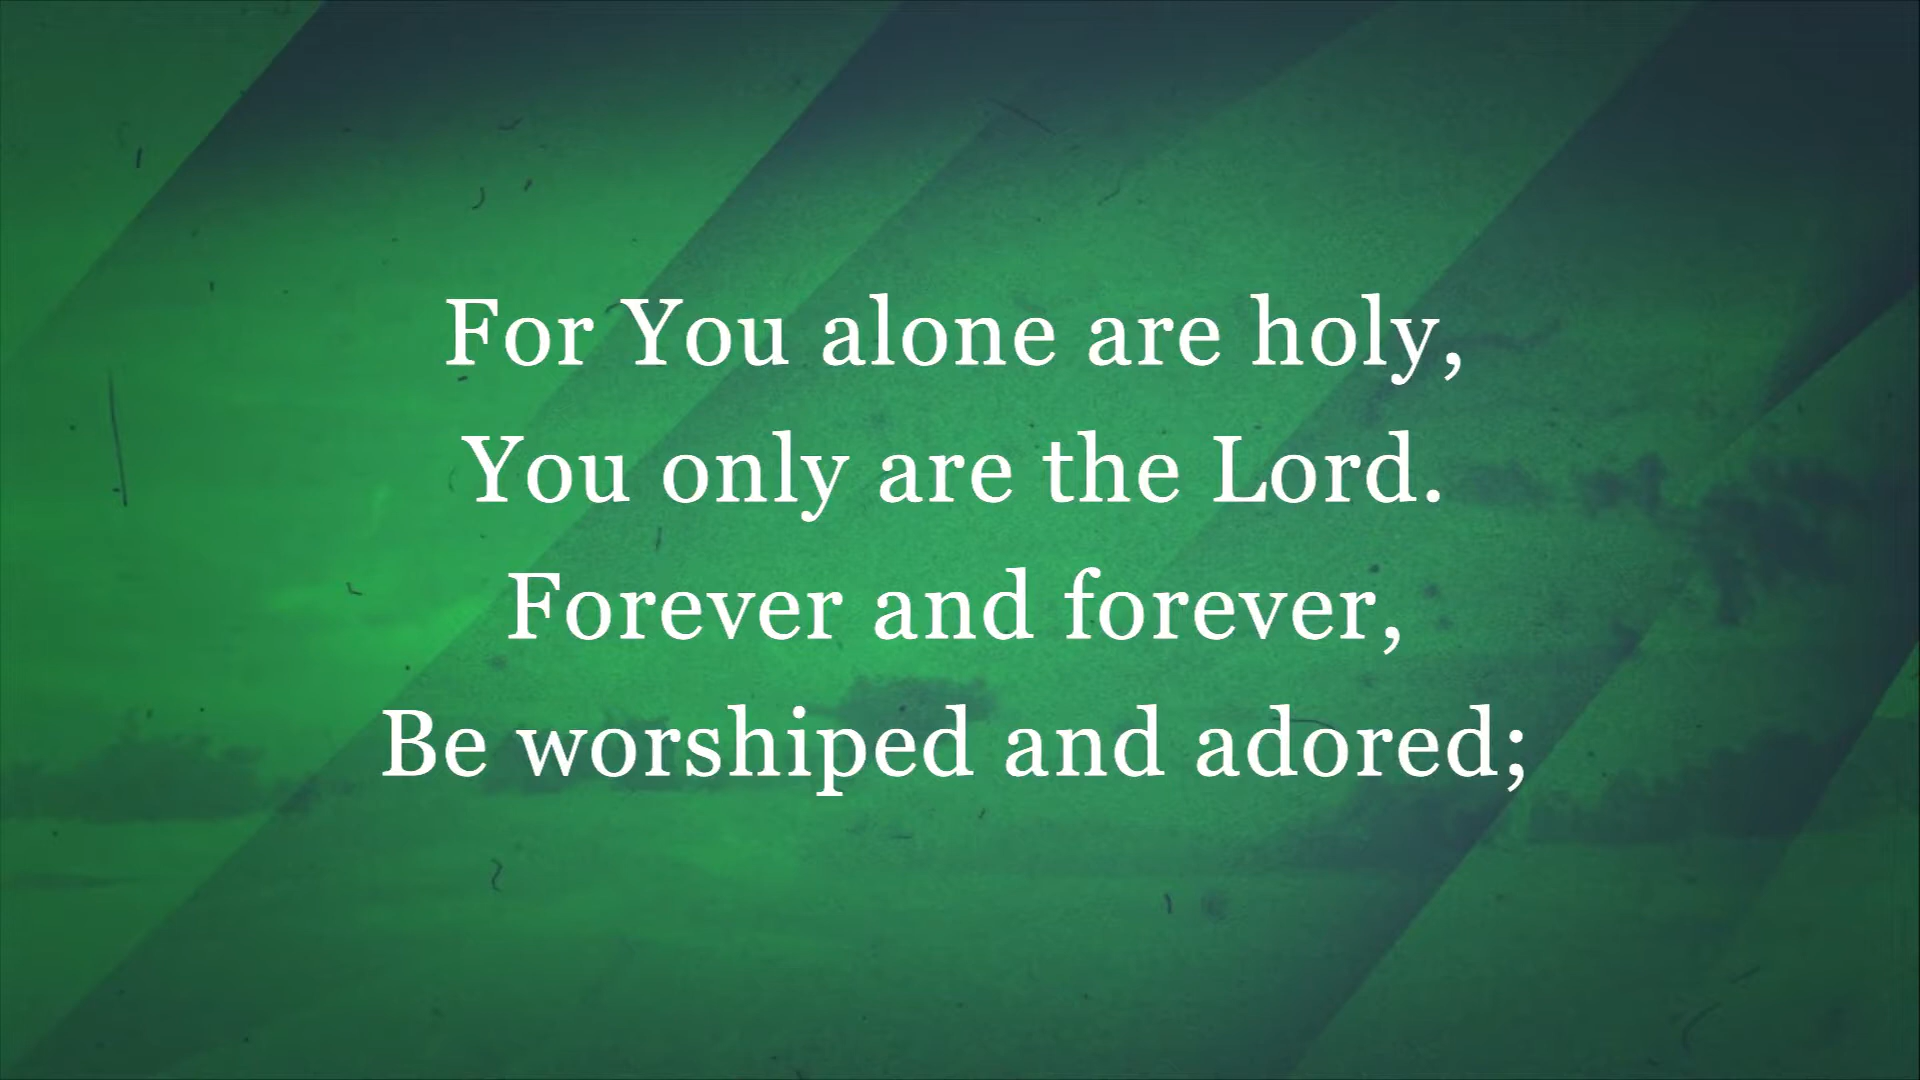 For You alone are holy,
You only are the Lord.
Forever and forever,
Be worshiped and adored;